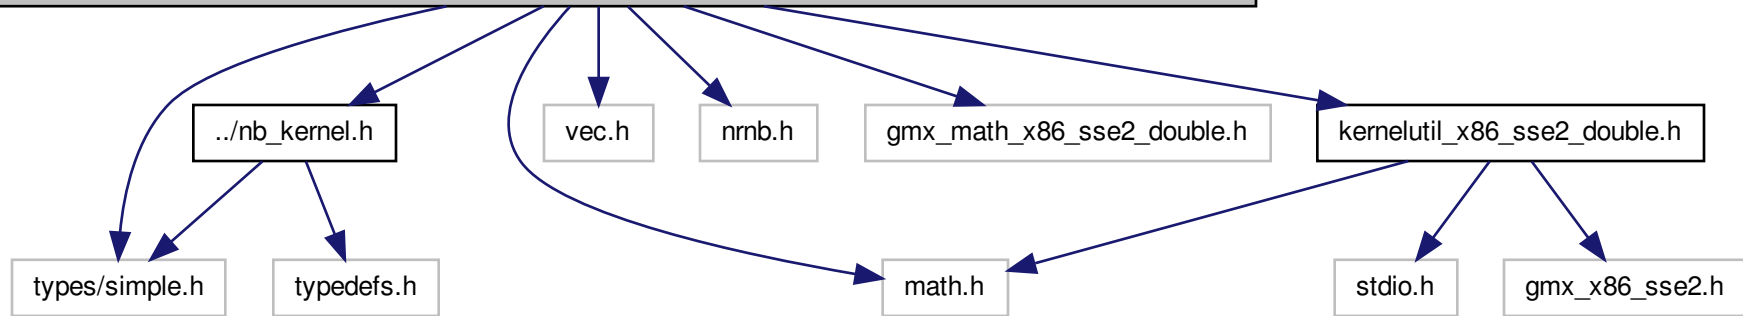 ../nb_kernel.h
vec.h
nrnb.h
gmx_math_x86_sse2_double.h
kernelutil_x86_sse2_double.h
types/simple.h
typedefs.h
math.h
stdio.h
gmx_x86_sse2.h